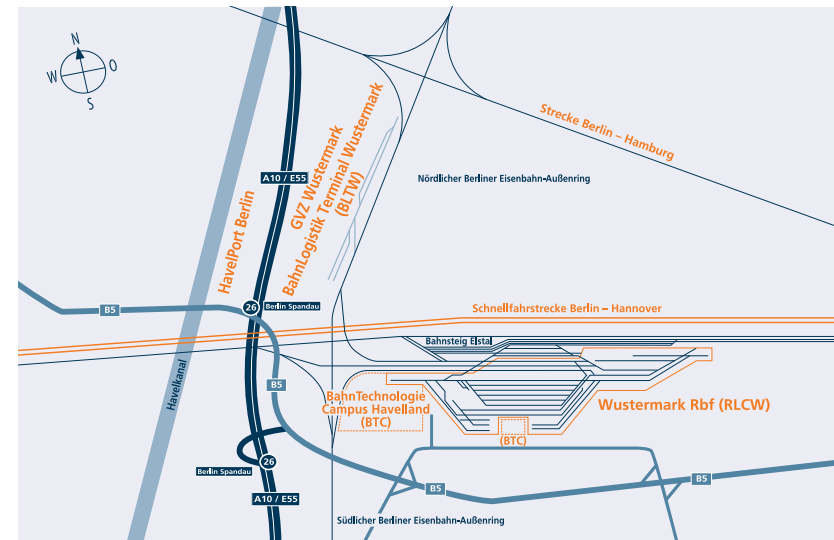 N
W
O
S
Strecke Berlin – Hamburg
A10 / E55
GVZ Wustermark
BahnLogistik Terminal Wustermark
(BLTW)
Nördlicher Berliner Eisenbahn-Außenring
HavelPort Berlin
26
Berlin Spandau
B5
Schnellfahrstrecke Berlin – Hannover
Bahnsteig Elstal
Havelkanal
B5
BahnTechnologie
Campus Havelland
(BTC)
Wustermark Rbf (RLCW)
(BTC)
26
Berlin Spandau
B5
B5
A10 / E55
Südlicher Berliner Eisenbahn-Außenring